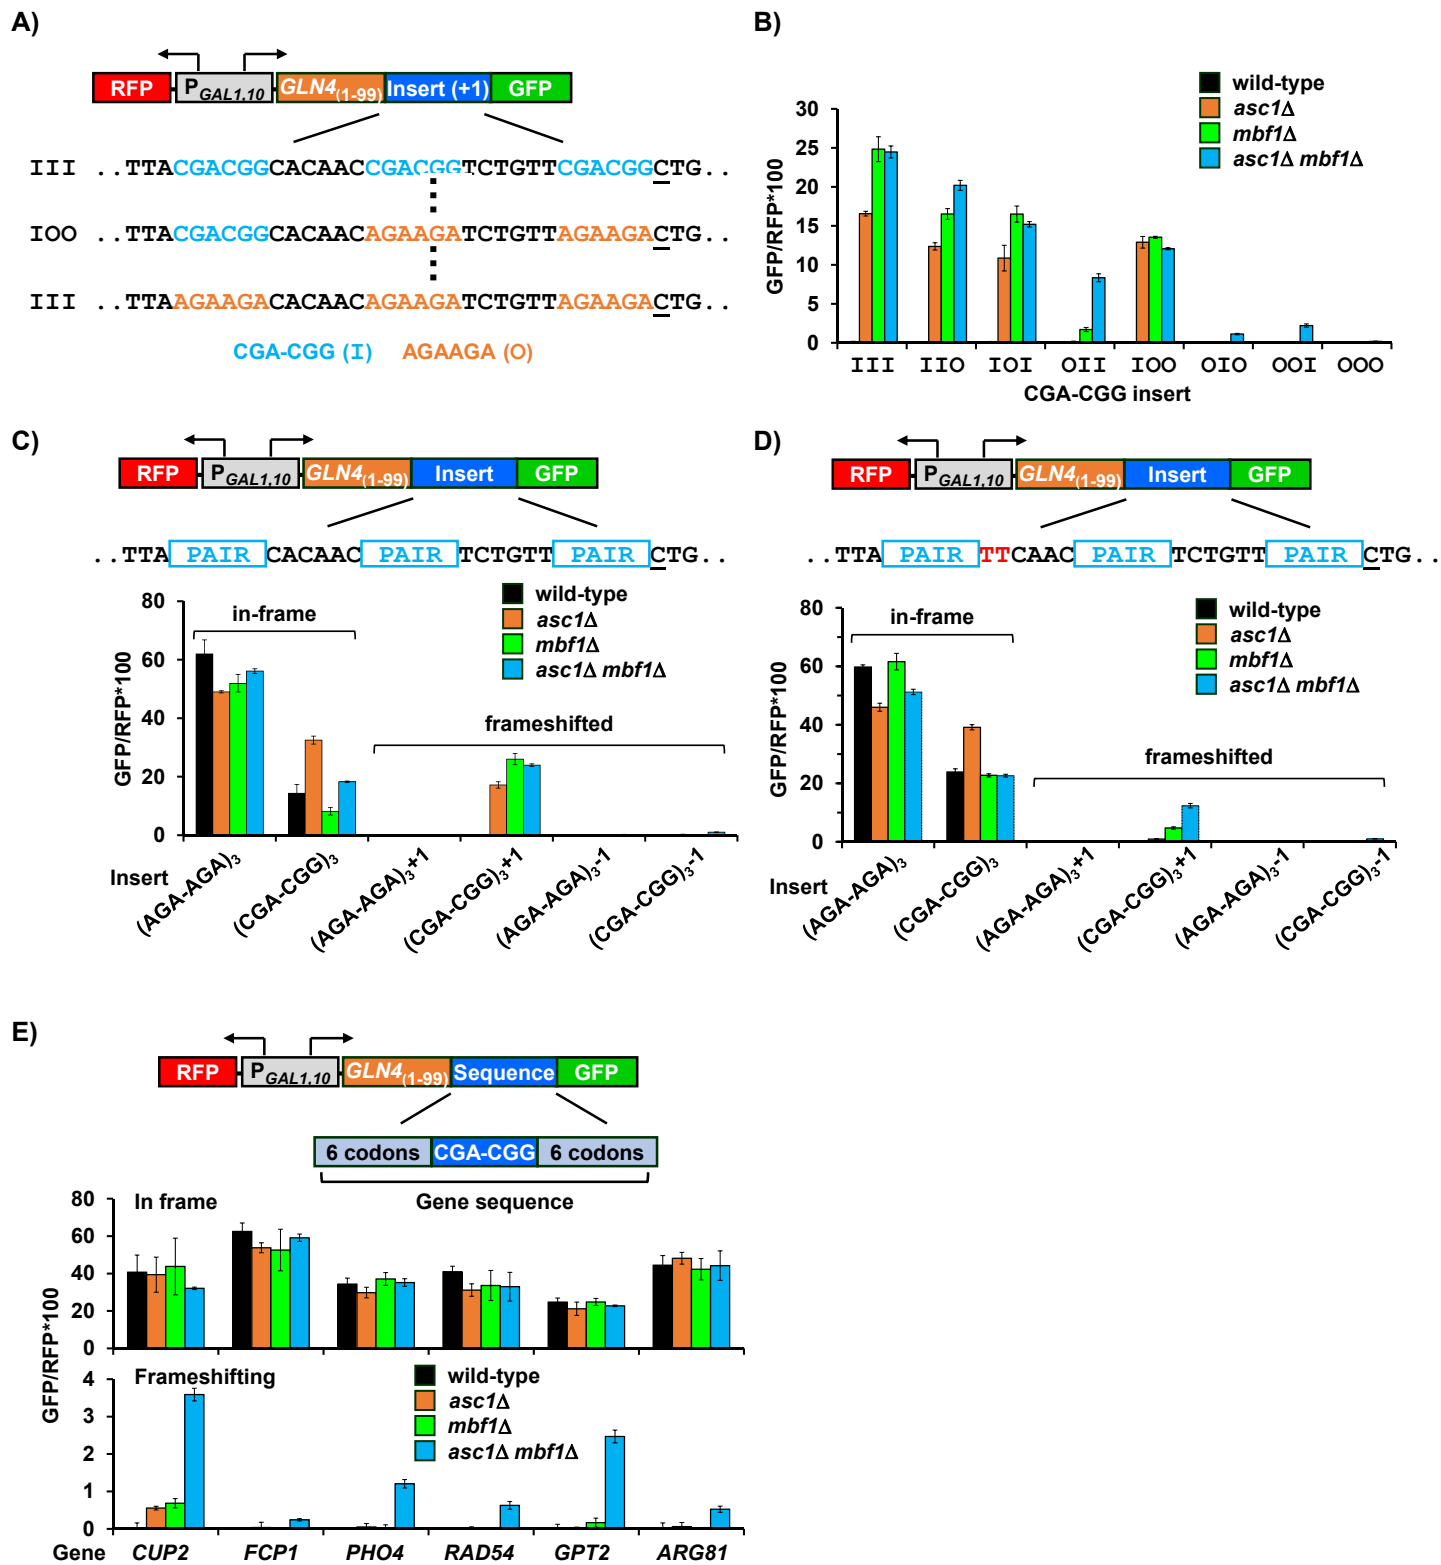 A)
RFP P GAL1,10 GLN4(1-99) Insert (+1) GFP
III ..TTACGACGGCACAACCGACGGTCTGTTCGACGGCTG..
IOO ..TTACGACGGCACAACAGAAGATCTGTTAGAAGACTG..
III ..TTAAGAAGACACAACAGAAGATCTGTTAGAAGACTG..
CGA-CGG (I) AGAAGA (O)
B)
wild-type
asc1Δ
mbf1Δ
asc1Δ mbf1Δ
GFP/RFP*100
30
25
20
15
10
5
0
III IIO IOI OII IOO OIO OOI OOO
CGA-CGG insert
C)
RFP P GAL1,10 GLN4(1-99) Insert GFP
..TTA PAIR CACAAC PAIR TCTGTT PAIR CTG..
wild-type
asc1Δ
mbf1Δ
asc1Δ mbf1Δ
in-frame
frameshifted
GFP/RFP*100
80
60
40
20
0
Insert
(AGA-AGA)3 (CGA-CGG)3 (AGA-AGA)3+1 (CGA-CGG)3+1 (AGA-AGA)3-1 (CGA-CGG)3-1
D)
RFP P GAL1,10 GLN4(1-99) Insert GFP
..TTA PAIR TTCAAC PAIR TCTGTT PAIR CTG..
wild-type
asc1Δ
mbf1Δ
asc1Δ mbf1Δ
in-frame
frameshifted
GFP/RFP*100
80
60
40
20
0
Insert
(AGA-AGA)3 (CGA-CGG)3 (AGA-AGA)3+1 (CGA-CGG)3+1 (AGA-AGA)3-1 (CGA-CGG)3-1
E)
RFP P GAL1,10 GLN4(1-99) Sequence GFP
6 codons CGA-CGG 6 codons
Gene sequence
In frame
80
60
40
20
0
GFP/RFP*100
Frameshifting
wild-type
asc1Δ
mbf1Δ
asc1Δ mbf1Δ
4
3
2
1
0
Gene CUP2 FCP1 PHO4 RAD54 GPT2 ARG81